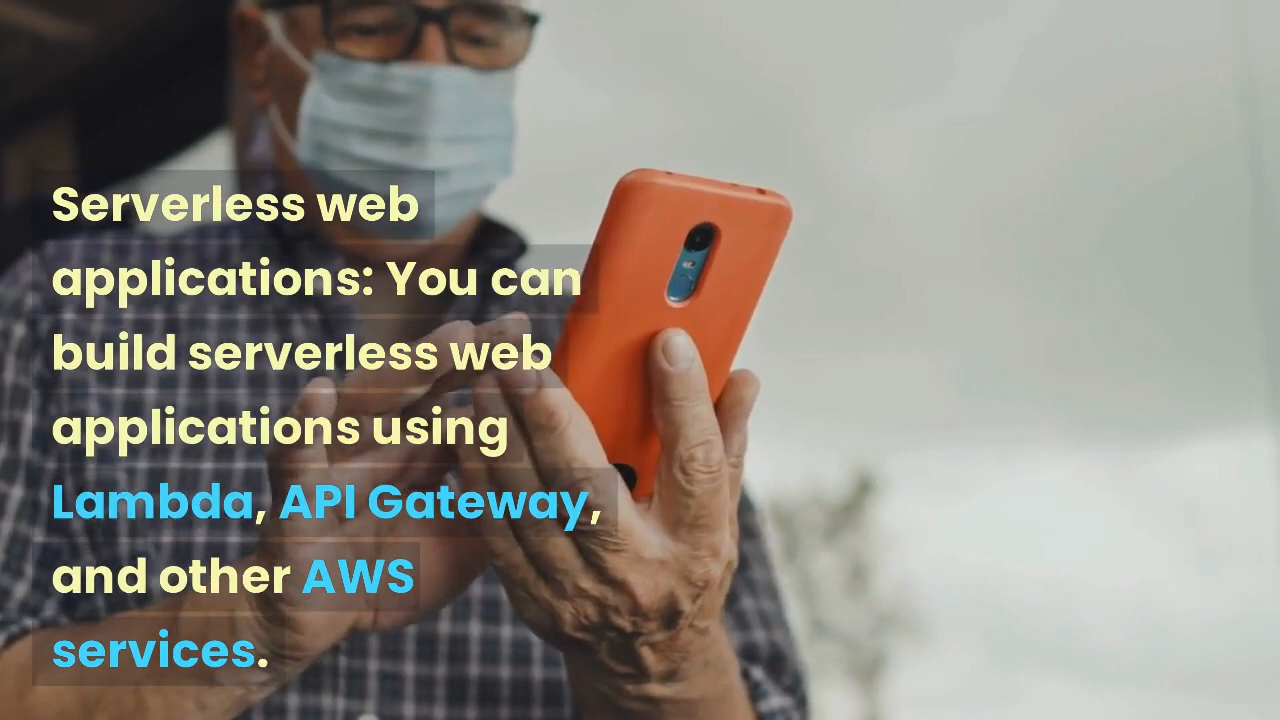 Serverless web
applications: You can
build serverless web
applications using
Lambda, API Gateway,
and other AWS
services.